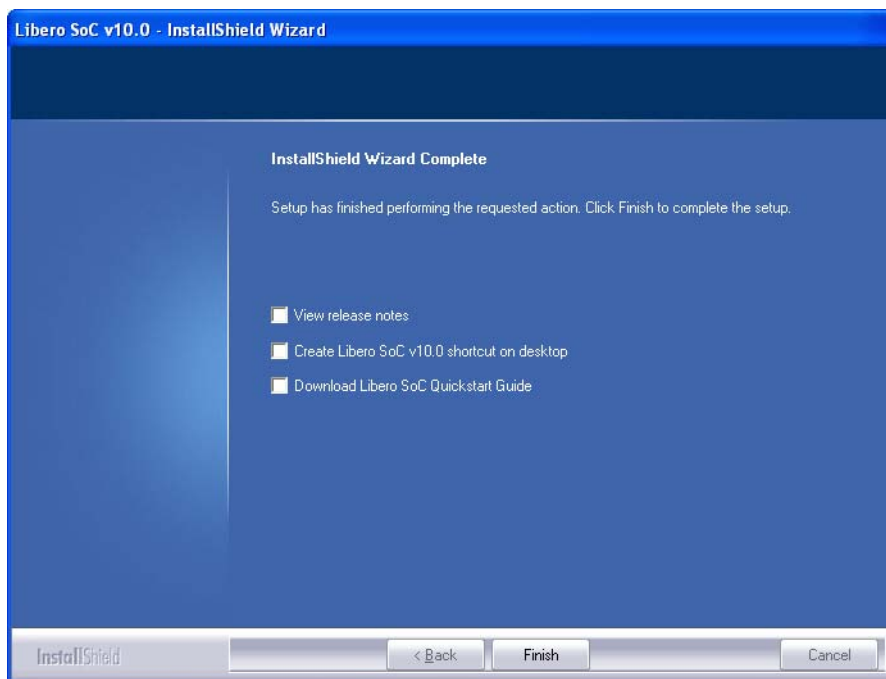 Libero SoC v10.0 - InstallShield Wizard
InstallShield Wizard Complete
Setup has finished performing the requested action. Click Finish to complete the setup.
View release notes
Create Libero SoC v10.0 shortcut on desktop
Download Libero SoC Quickstart Guide
InstallShield
< Back
Finish
Cancel